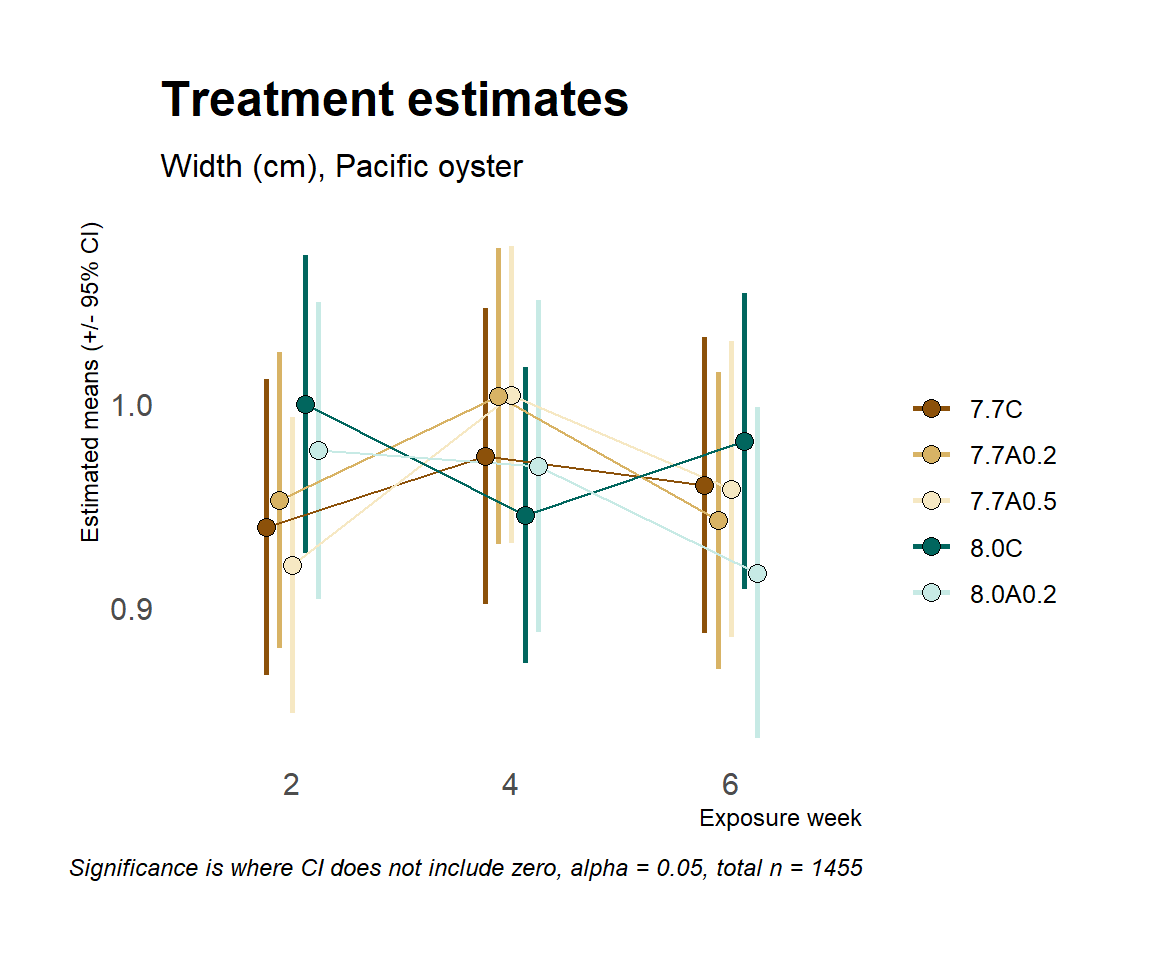 Treatment estimates
Width (cm), Pacific oyster
Estimated means (+/- 95% CI)
1.0
0.9
2 4 6
Exposure week
7.7C
7.7A0.2
7.7A0.5
8.0C
8.0A0.2
Significance is where CI does not include zero, alpha = 0.05, total n = 1455